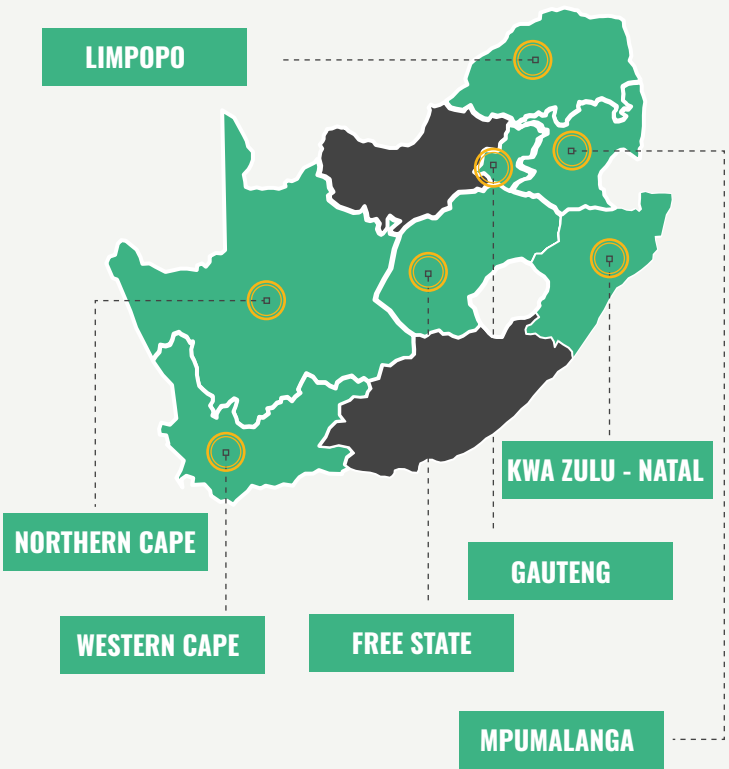 LIMPOPO
KWA ZULU - NATAL
NORTHERN CAPE
GAUTENG
WESTERN CAPE
FREE STATE
MPUMALANGA